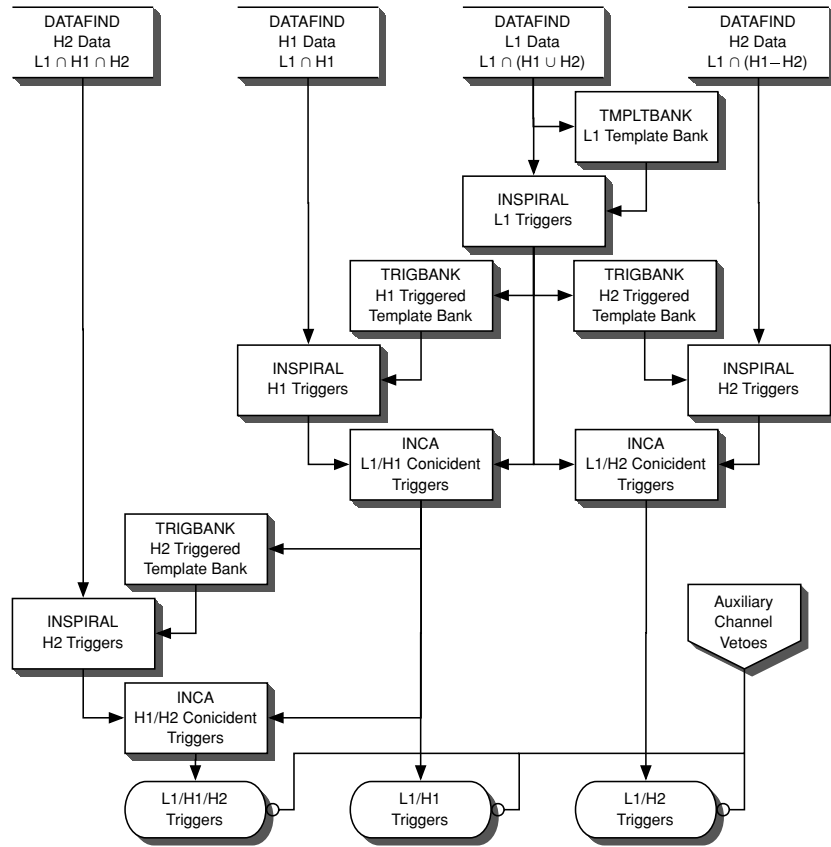 DATAFIND
H2 Data
L1 ∩ H1 ∩ H2
DATAFIND
H1 Data
L1 ∩ H1
DATAFIND
L1 Data
L1 ∩ (H1 ∪ H2)
DATAFIND
H2 Data
L1 ∩ (H1−H2)
TMPLTBANK
L1 Template Bank
INSPIRAL
L1 Triggers
TRIGBANK
H1 Triggered
Template Bank
TRIGBANK
H2 Triggered
Template Bank
INSPIRAL
H1 Triggers
INSPIRAL
H2 Triggers
INCA
L1/H1 Conicident
Triggers
INCA
L1/H2 Conicident
Triggers
TRIGBANK
H2 Triggered
Template Bank
INSPIRAL
H2 Triggers
Auxiliary
Channel
Vetoes
INCA
H1/H2 Conicident
Triggers
L1/H1/H2
Triggers
L1/H1
Triggers
L1/H2
Triggers